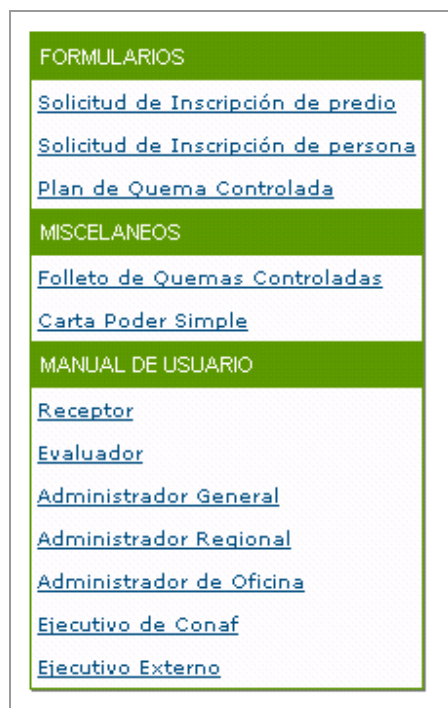 FORMULARIOS
Solicitud de Inscripción de predio
Solicitud de Inscripción de persona
Plan de Quema Controlada
MISCELANEOS
Folleto de Quemas Controladas
Carta Poder Simple
MANUAL DE USUARIO
Receptor
Evaluador
Administrador General
Administrador Regional
Administrador de Oficina
Ejecutivo de Conaf
Ejecutivo Externo